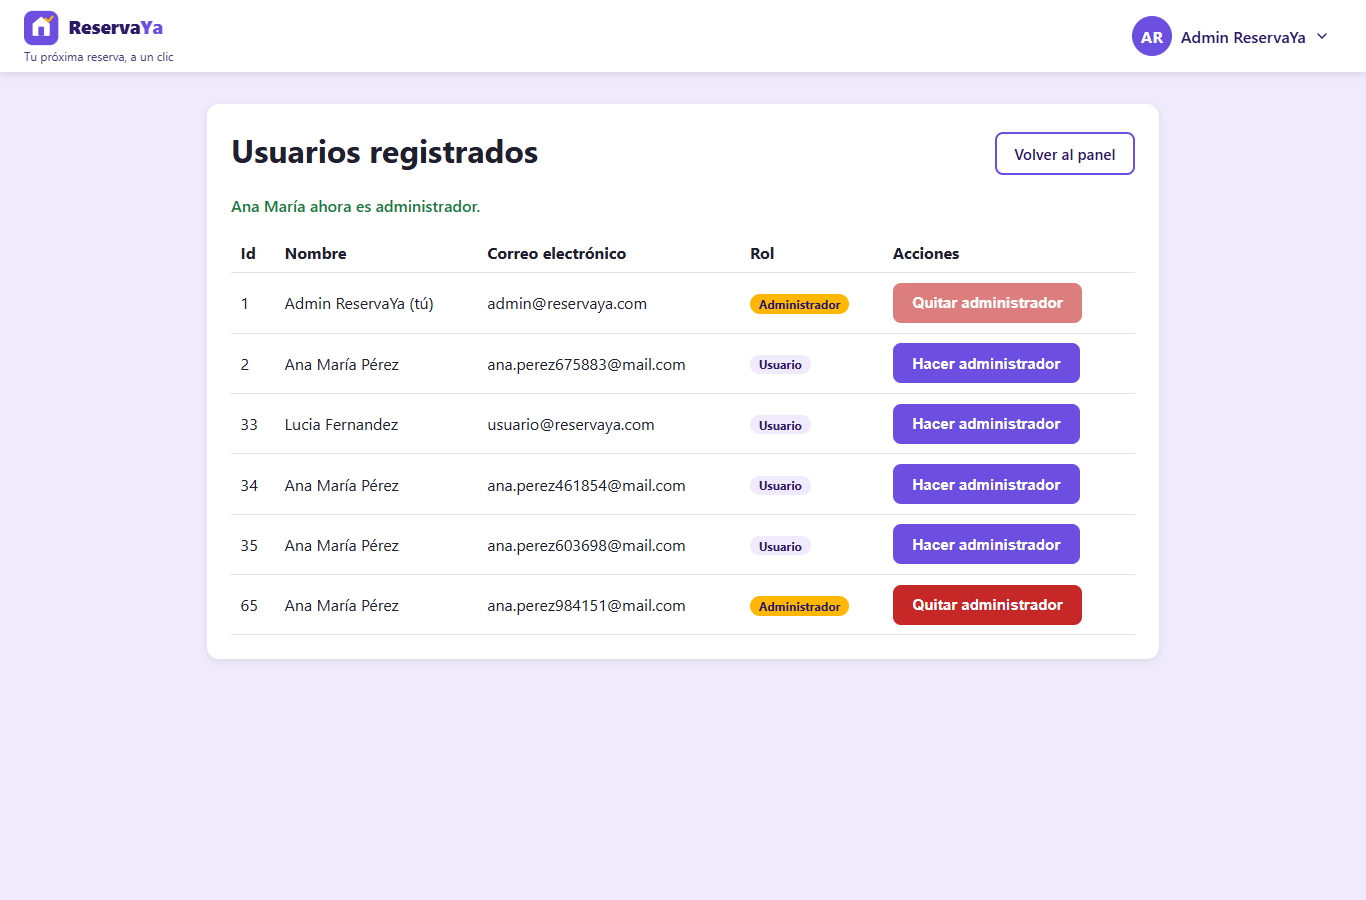 ReservaYa
Tu próxima reserva, a un clic
AR Admin ReservaYa
Usuarios registrados
Volver al panel
Ana María ahora es administrador.
Id Nombre Correo electrónico Rol Acciones
1 Admin ReservaYa (tú) admin@reservaya.com Administrador Quitar administrador
2 Ana María Pérez ana.perez675883@mail.com Usuario Hacer administrador
33 Lucia Fernandez usuario@reservaya.com Usuario Hacer administrador
34 Ana María Pérez ana.perez461854@mail.com Usuario Hacer administrador
35 Ana María Pérez ana.perez603698@mail.com Usuario Hacer administrador
65 Ana María Pérez ana.perez984151@mail.com Administrador Quitar administrador